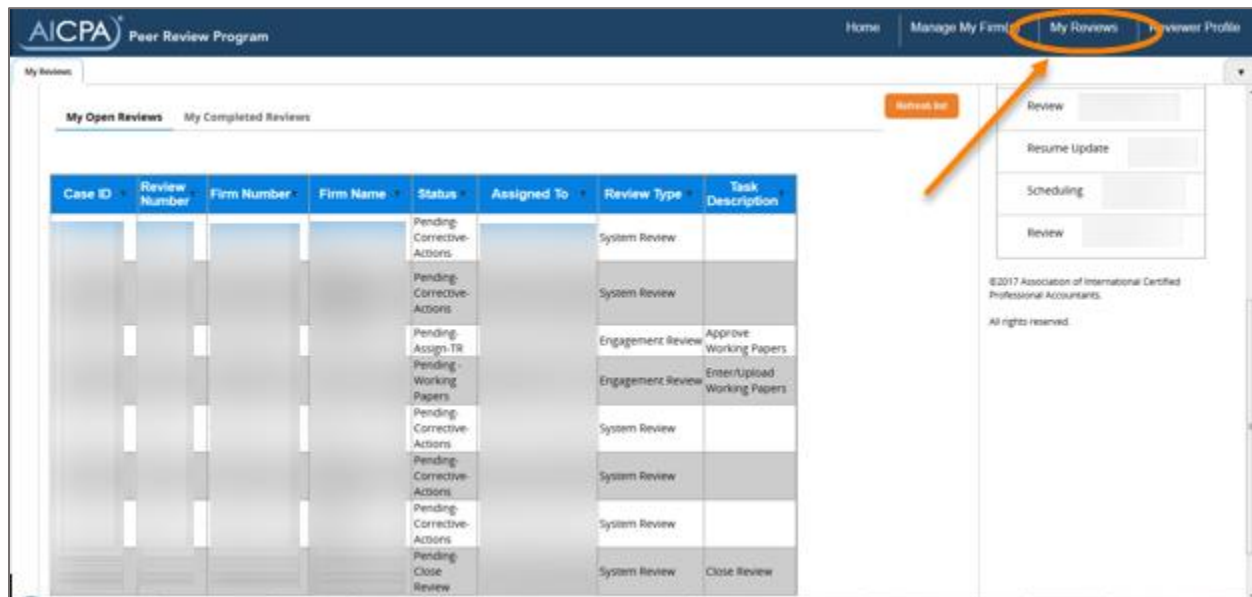 AICPA Peer Review Program
Home Manage My Firm(s) My Reviews Reviewer Profile
My Reviews
My Open Reviews My Completed Reviews
Refresh list
Case ID Review Number Firm Number Firm Name Status Assigned To Review Type Task Description
Pending-
Corrective-
Actions
System Review
Pending-
Corrective-
Actions
System Review
Pending-
Assign-TR
Engagement Review
Approve
Working Papers
Pending -
Working
Papers
Engagement Review
Enter/Upload
Working Papers
Pending-
Corrective-
Actions
System Review
Pending-
Corrective-
Actions
System Review
Pending-
Corrective-
Actions
System Review
Pending-
Close
Review
System Review
Close Review
Review
Resume Update
Scheduling
Review
©2017 Association of International Certified
Professional Accountants.
All rights reserved.